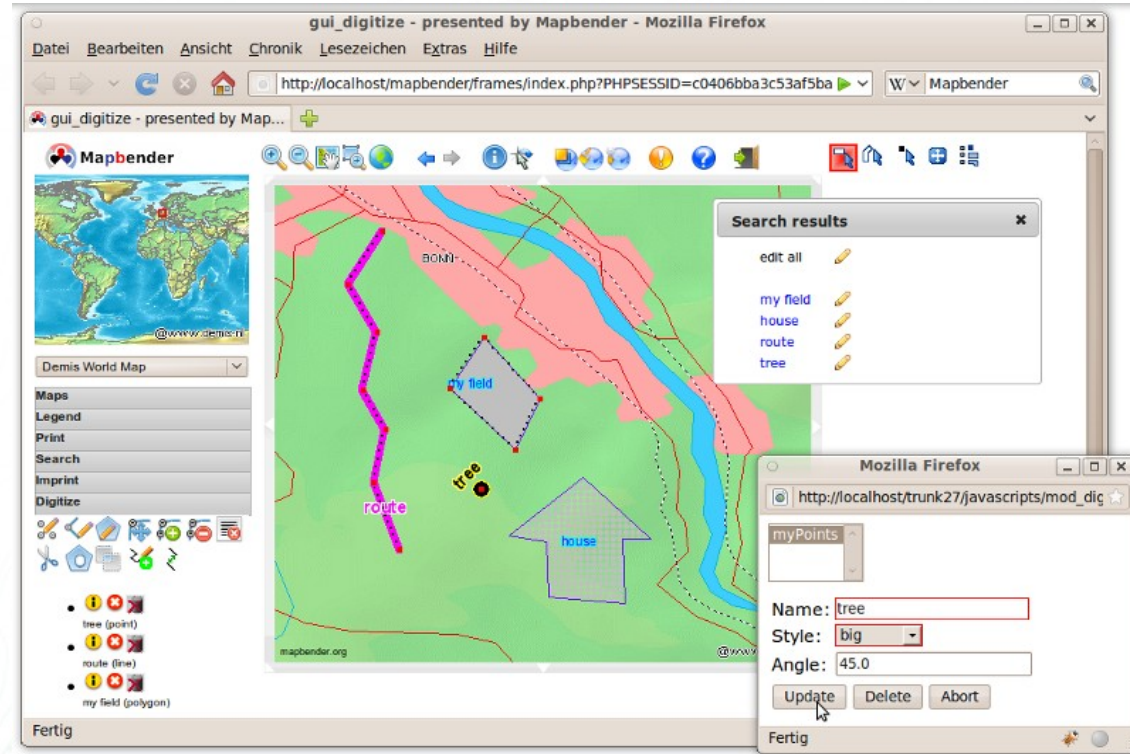 gui_digitize - presented by Mapbender - Mozilla Firefox
Datei Bearbeiten Ansicht Chronik Lesezeichen Extras Hilfe
http://localhost/mapbender/frames/index.php?PHPSESSID=c0406bba3c53af5ba
W
Mapbender
gui_digitize - presented by Map...
Mapbender
@www.demis.nl
Demis World Map
Maps
Legend
Print
Search
Imprint
Digitize
tree (point)
route (line)
my field (polygon)
BONN
my field
tree
route
house
mapbender.org
Search results
edit all
my field
house
route
tree
Mozilla Firefox
http://localhost/trunk27/javascripts/mod_dig
myPoints
Name: tree
Style: big
Angle: 45.0
Update Delete Abort
Fertig
Fertig